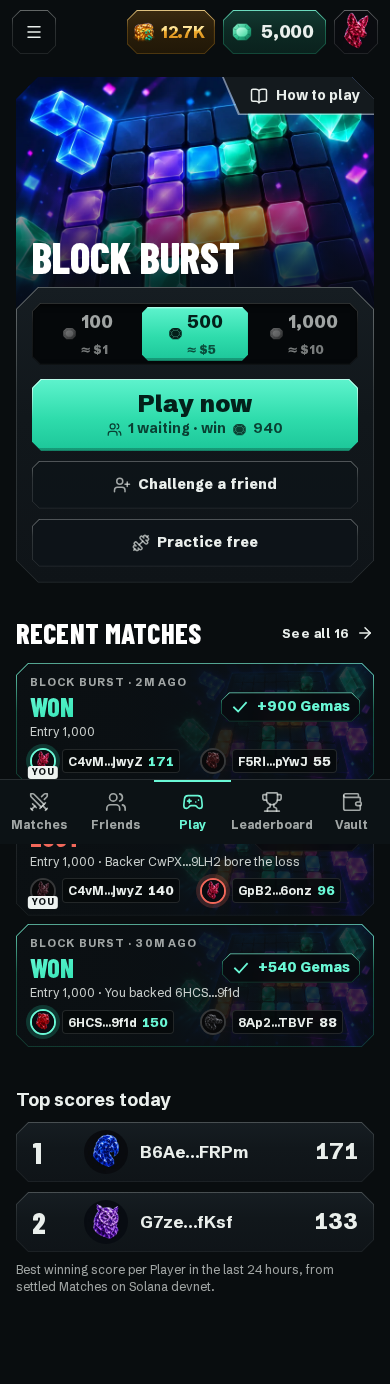 12.7K
5,000
How to play
BLOCK BURST
100 500 1,000
≈ $1 ≈ $5 ≈ $10
Play now
1 waiting · win 940
Challenge a friend
Practice free
RECENT MATCHES
See all 16
BLOCK BURST · 2M AGO
WON
+900 Gemas
Entry 1,000
C4vM...JwyZ 171
F5Ri...pYwJ 55
YOU
Matches
Friends
Play
Leaderboard
Vault
Entry 1,000 · Backer CwPX...9LH2 bore the loss
C4vM...JwyZ 140
GpB2...6onz 96
YOU
BLOCK BURST · 30M AGO
WON
+540 Gemas
Entry 1,000 · You backed 6HCS...9f1d
6HCS...9f1d 150
8Ap2...TBVF 88
Top scores today
1 B6Ae...FRPm 171
2 G7ze...fKsf 133
Best winning score per Player in the last 24 hours, from
settled Matches on Solana devnet.